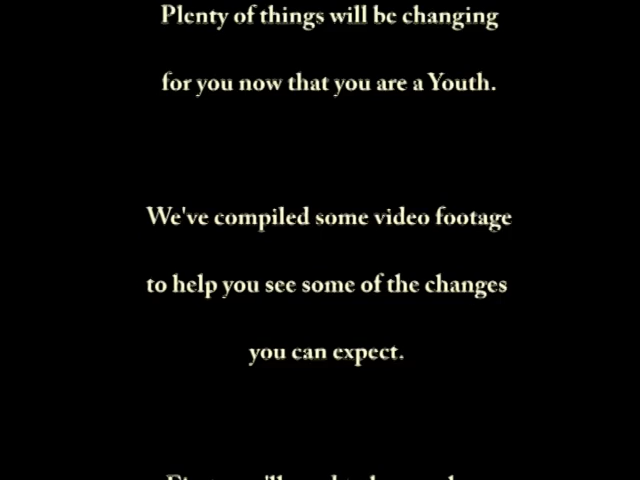 Plenty of things will be changing
for you now that you are a Youth.
We've compiled some video footage
to help you see some of the changes
you can expect.